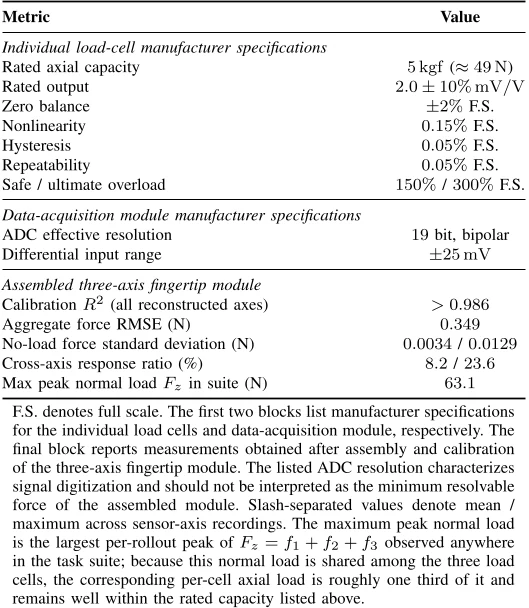 Metric Value
Individual load-cell manufacturer specifications
Rated axial capacity 5 kgf (≈ 49 N)
Rated output 2.0 ± 10% mV/V
Zero balance ±2% F.S.
Nonlinearity 0.15% F.S.
Hysteresis 0.05% F.S.
Repeatability 0.05% F.S.
Safe / ultimate overload 150% / 300% F.S.
Data-acquisition module manufacturer specifications
ADC effective resolution 19 bit, bipolar
Differential input range ±25 mV
Assembled three-axis fingertip module
Calibration R² (all reconstructed axes) > 0.986
Aggregate force RMSE (N) 0.349
No-load force standard deviation (N) 0.0034 / 0.0129
Cross-axis response ratio (%) 8.2 / 23.6
Max peak normal load F_z in suite (N) 63.1
F.S. denotes full scale. The first two blocks list manufacturer specifications
for the individual load cells and data-acquisition module, respectively. The
final block reports measurements obtained after assembly and calibration
of the three-axis fingertip module. The listed ADC resolution characterizes
signal digitization and should not be interpreted as the minimum resolvable
force of the assembled module. Slash-separated values denote mean /
maximum across sensor-axis recordings. The maximum peak normal load
is the largest per-rollout peak of F_z = f₁ + f₂ + f₃ observed anywhere
in the task suite; because this normal load is shared among the three load
cells, the corresponding per-cell axial load is roughly one third of it and
remains well within the rated capacity listed above.